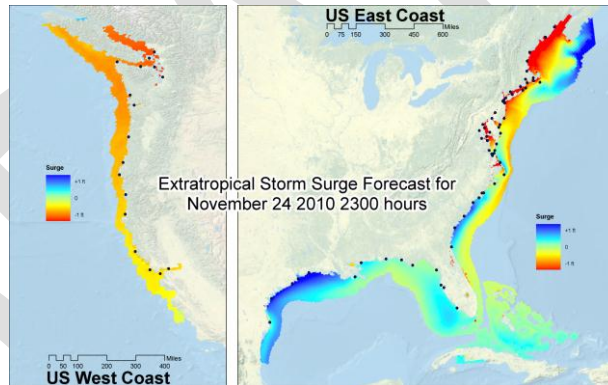 US East Coast
Miles
0 75 150 300 450 600
Surge
+1 ft
0
-1 ft
Extratropical Storm Surge Forecast for
November 24 2010 2300 hours
Surge
+1 ft
0
-1 ft
Miles
0 50 100 200 300 400
US West Coast